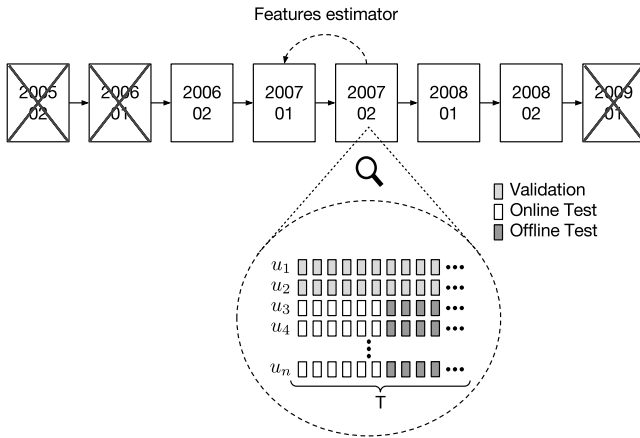 Features estimator
2005 02
2006 01
2006 02
2007 01
2007 02
2008 01
2008 02
2009 01
Validation
Online Test
Offline Test
u1
u2
u3
u4
un
T